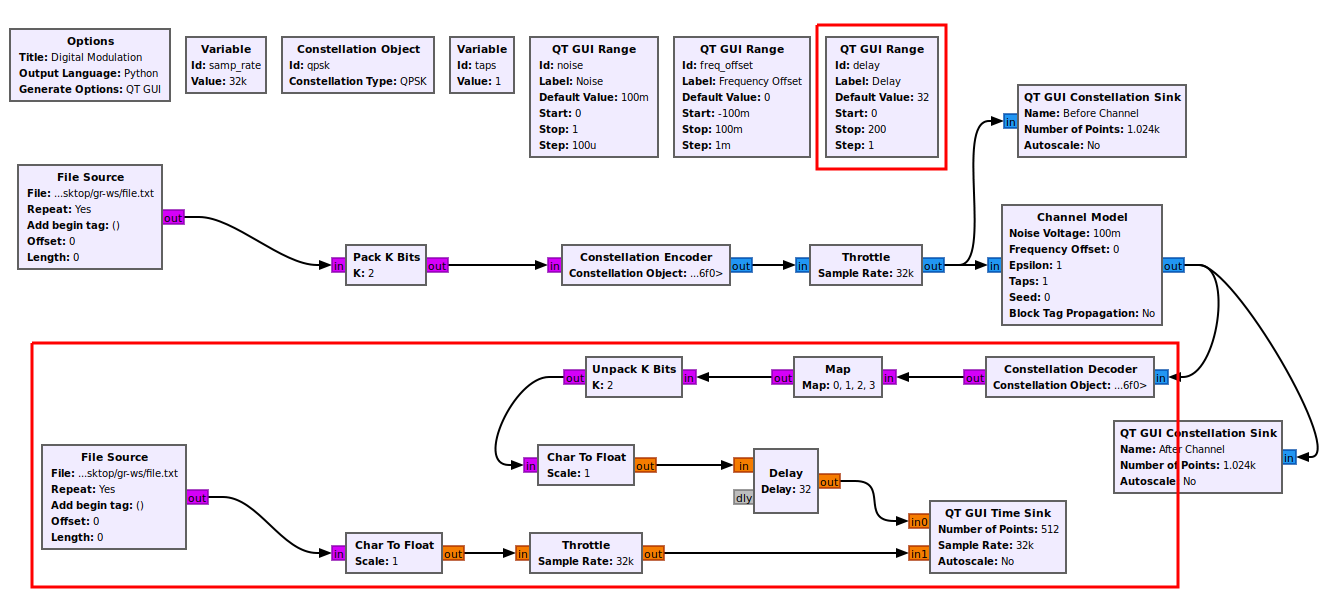 Options
Title: Digital Modulation
Output Language: Python
Generate Options: QT GUI
Variable
Id: samp_rate
Value: 32k
Constellation Object
Id: qpsk
Constellation Type: QPSK
Variable
Id: taps
Value: 1
QT GUI Range
Id: noise
Label: Noise
Default Value: 100m
Start: 0
Stop: 1
Step: 100u
QT GUI Range
Id: freq_offset
Label: Frequency Offset
Default Value: 0
Start: -100m
Stop: 100m
Step: 1m
QT GUI Range
Id: delay
Label: Delay
Default Value: 32
Start: 0
Stop: 200
Step: 1
in
QT GUI Constellation Sink
Name: Before Channel
Number of Points: 1.024k
Autoscale: No
File Source
File: ...sktop/gr-ws/file.txt
Repeat: Yes
Add begin tag: ()
Offset: 0
Length: 0
out
in
Pack K Bits
K: 2
out
in
Constellation Encoder
Constellation Object: ...6f0>
out
in
Throttle
Sample Rate: 32k
out
in
Channel Model
Noise Voltage: 100m
Frequency Offset: 0
Epsilon: 1
Taps: 1
Seed: 0
Block Tag Propagation: No
out
out
Unpack K Bits
K: 2
in
out
Map
Map: 0, 1, 2, 3
in
out
Constellation Decoder
Constellation Object: ...6f0>
in
QT GUI Constellation Sink
Name: After Channel
Number of Points: 1.024k
Autoscale: No
in
File Source
File: ...sktop/gr-ws/file.txt
Repeat: Yes
Add begin tag: ()
Offset: 0
Length: 0
out
in
Char To Float
Scale: 1
out
in
dly
Delay
Delay: 32
out
in
Char To Float
Scale: 1
out
in
Throttle
Sample Rate: 32k
out
in0
in1
QT GUI Time Sink
Number of Points: 512
Sample Rate: 32k
Autoscale: No